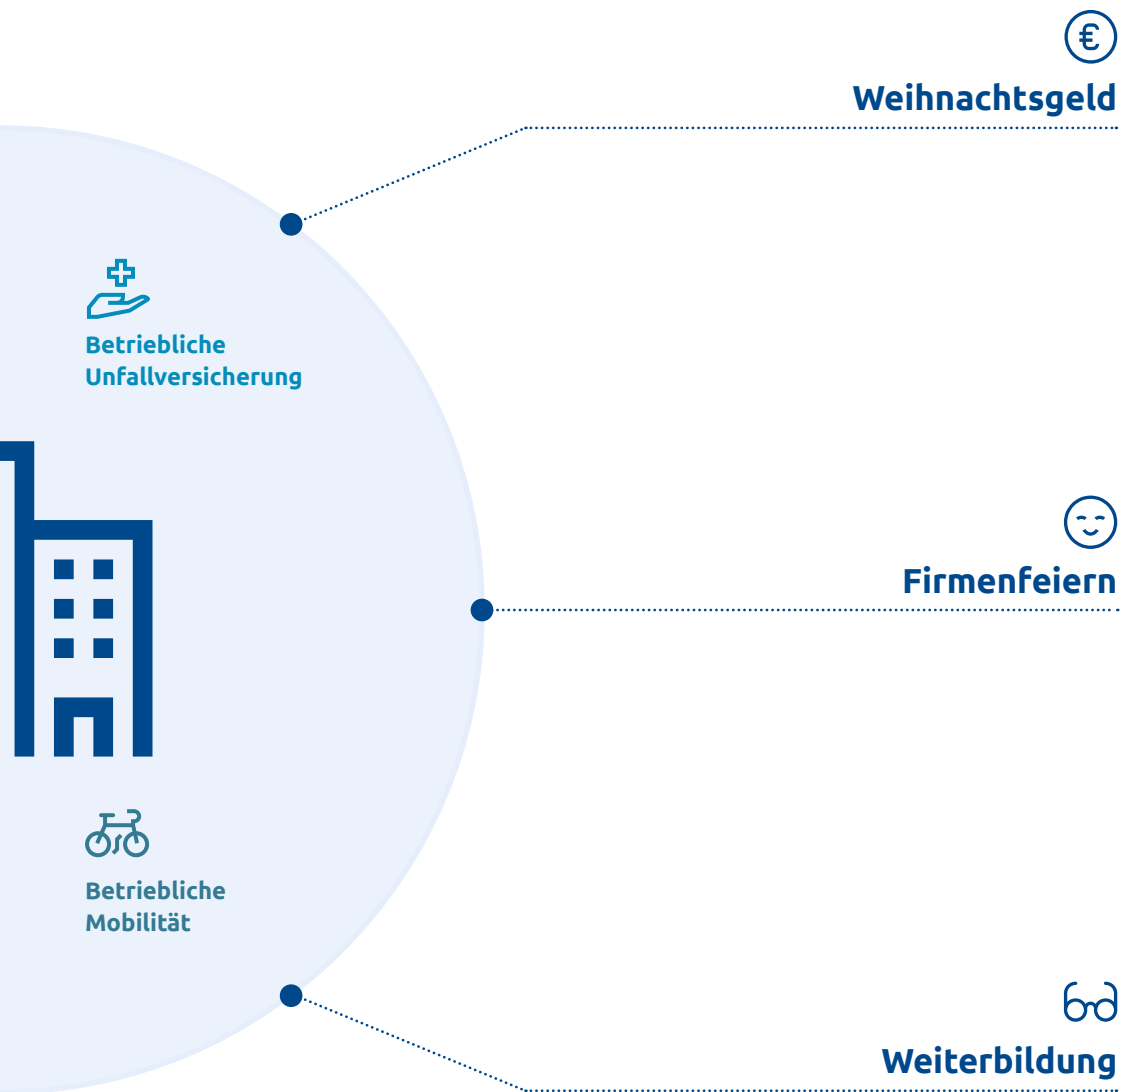 €
Weihnachtsgeld
Betriebliche
Unfallversicherung
Firmenfeiern
Betriebliche
Mobilität
Weiterbildung